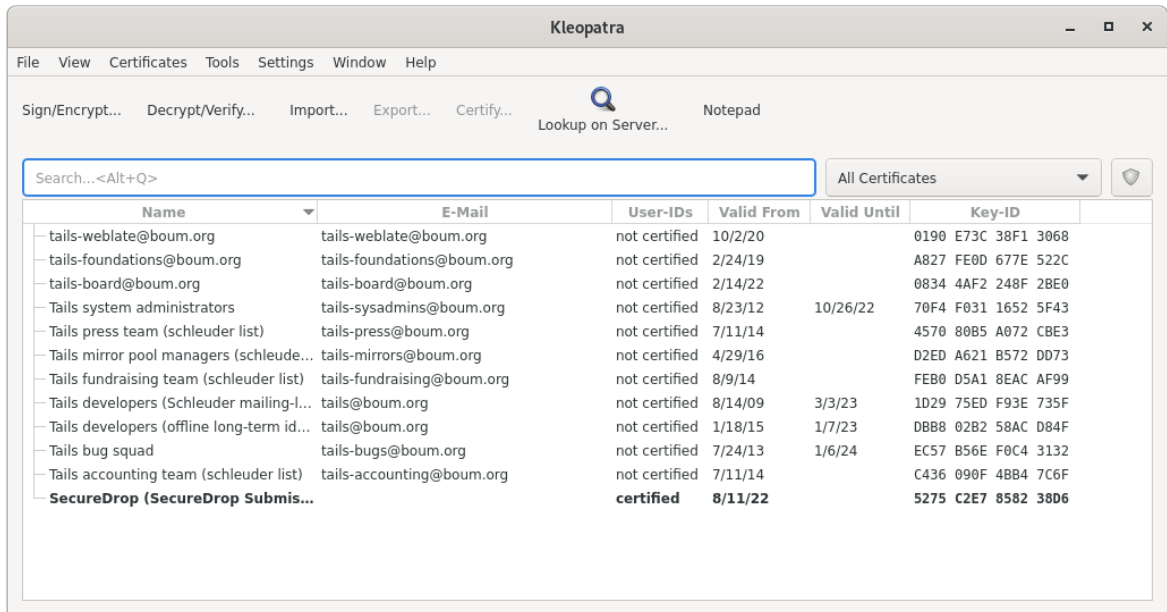 Kleopatra
File View Certificates Tools Settings Window Help
Sign/Encrypt... Decrypt/Verify... Import... Export... Certify... Lookup on Server... Notepad
Search...<Alt+Q> All Certificates
Name E-Mail User-IDs Valid From Valid Until Key-ID
tails-weblate@boum.org tails-weblate@boum.org not certified 10/2/20 0190 E73C 38F1 3068
tails-foundations@boum.org tails-foundations@boum.org not certified 2/24/19 A827 FE0D 677E 522C
tails-board@boum.org tails-board@boum.org not certified 2/14/22 0834 4AF2 248F 2BE0
Tails system administrators tails-sysadmins@boum.org not certified 8/23/12 10/26/22 70F4 F031 1652 5F43
Tails press team (schleuder list) tails-press@boum.org not certified 7/11/14 4570 80B5 A072 CBE3
Tails mirror pool managers (schleude... tails-mirrors@boum.org not certified 4/29/16 D2ED A621 B572 DD73
Tails fundraising team (schleuder list) tails-fundraising@boum.org not certified 8/9/14 FEB0 D5A1 8EAC AF99
Tails developers (Schleuder mailing-l... tails@boum.org not certified 8/14/09 3/3/23 1D29 75ED F93E 735F
Tails developers (offline long-term id... tails@boum.org not certified 1/18/15 1/7/23 DBB8 02B2 58AC D84F
Tails bug squad tails-bugs@boum.org not certified 7/24/13 1/6/24 EC57 B56E F0C4 3132
Tails accounting team (schleuder list) tails-accounting@boum.org not certified 7/11/14 C436 090F 4BB4 7C6F
SecureDrop (SecureDrop Submis... certified 8/11/22 5275 C2E7 8582 38D6